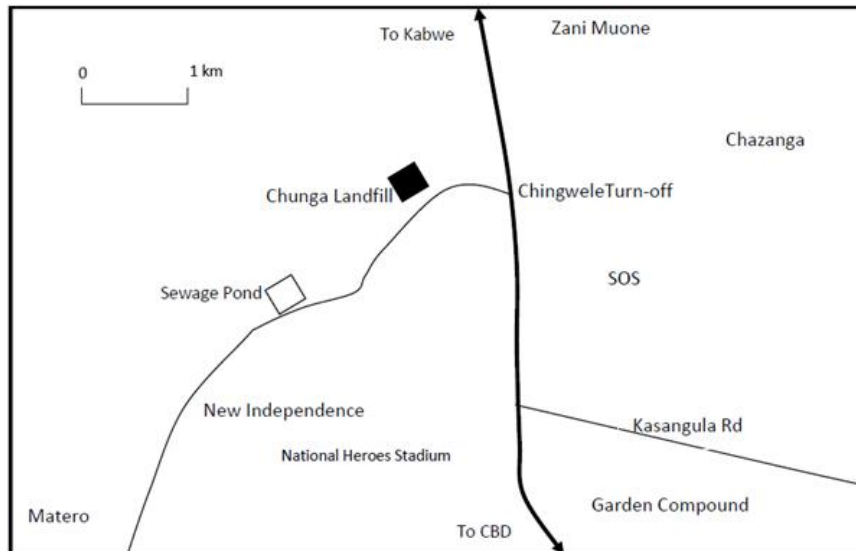 To Kabwe
Zani Muone
0
1 km
Chazanga
Chunga Landfill
ChingweleTurn-off
SOS
Sewage Pond
New Independence
Kasangula Rd
National Heroes Stadium
Garden Compound
Matero
To CBD